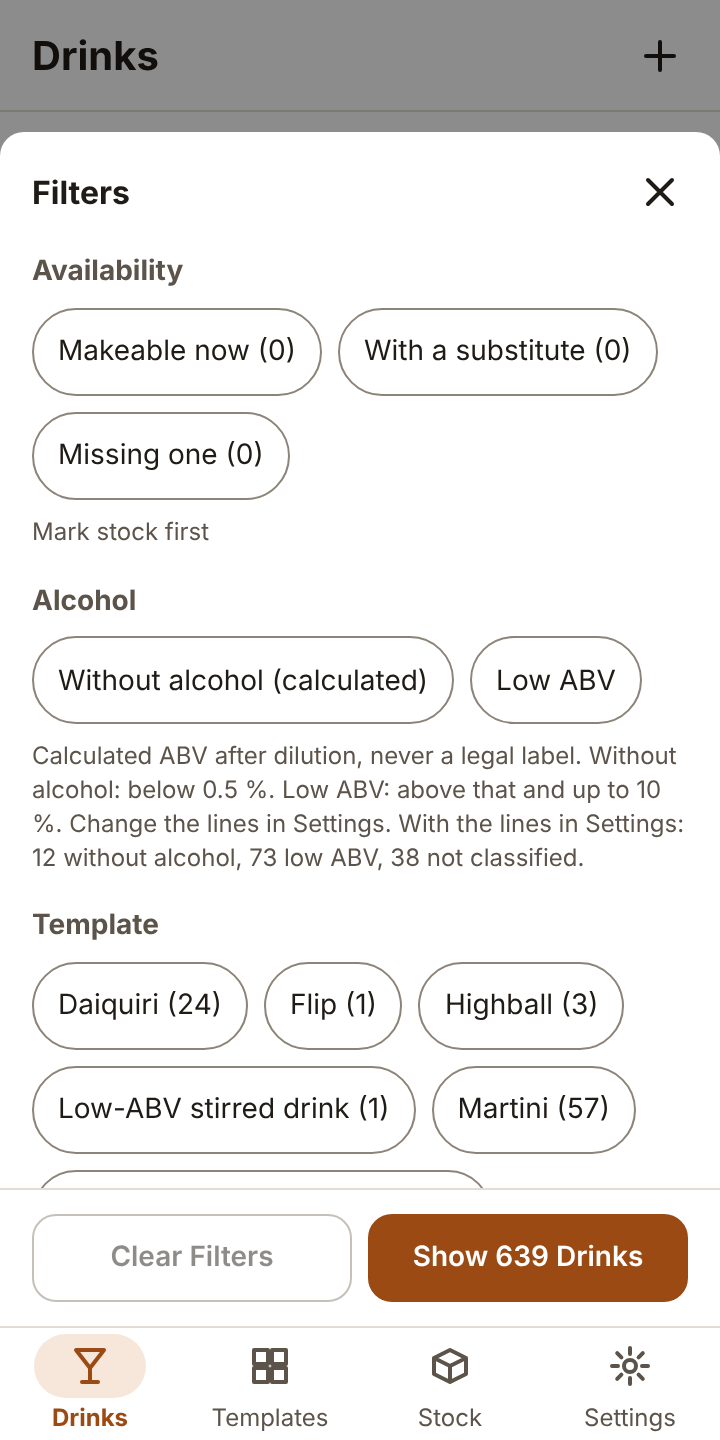 Drinks
Filters
Availability
Makeable now (0)
With a substitute (0)
Missing one (0)
Mark stock first
Alcohol
Without alcohol (calculated)
Low ABV
Calculated ABV after dilution, never a legal label. Without
alcohol: below 0.5 %. Low ABV: above that and up to 10
%. Change the lines in Settings. With the lines in Settings:
12 without alcohol, 73 low ABV, 38 not classified.
Template
Daiquiri (24)
Flip (1)
Highball (3)
Low-ABV stirred drink (1)
Martini (57)
Clear Filters
Show 639 Drinks
Drinks
Templates
Stock
Settings